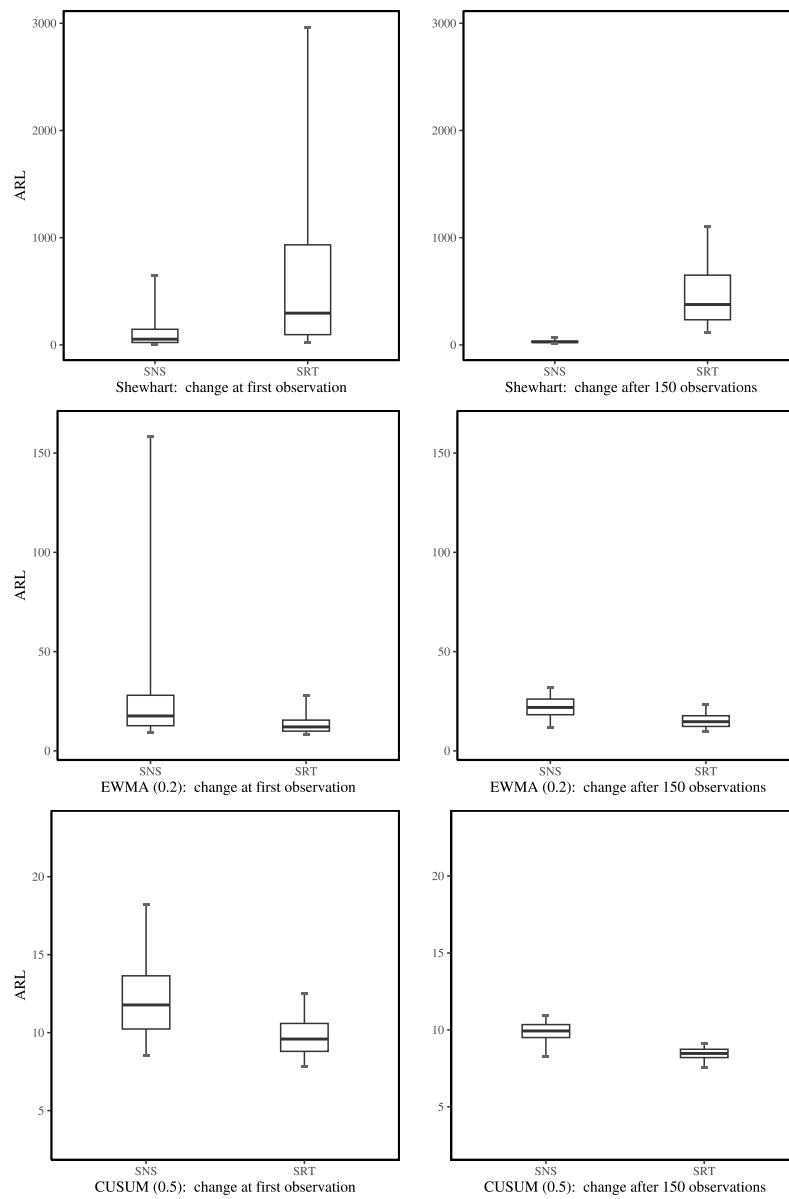 3000
2000
1000
0
ARL
SNS
SRT
Shewhart: change at first observation
3000
2000
1000
0
SNS
SRT
Shewhart: change after 150 observations
150
100
50
0
ARL
SNS
SRT
EWMA (0.2): change at first observation
150
100
50
0
SNS
SRT
EWMA (0.2): change after 150 observations
20
15
10
5
ARL
SNS
SRT
CUSUM (0.5): change at first observation
20
15
10
5
SNS
SRT
CUSUM (0.5): change after 150 observations